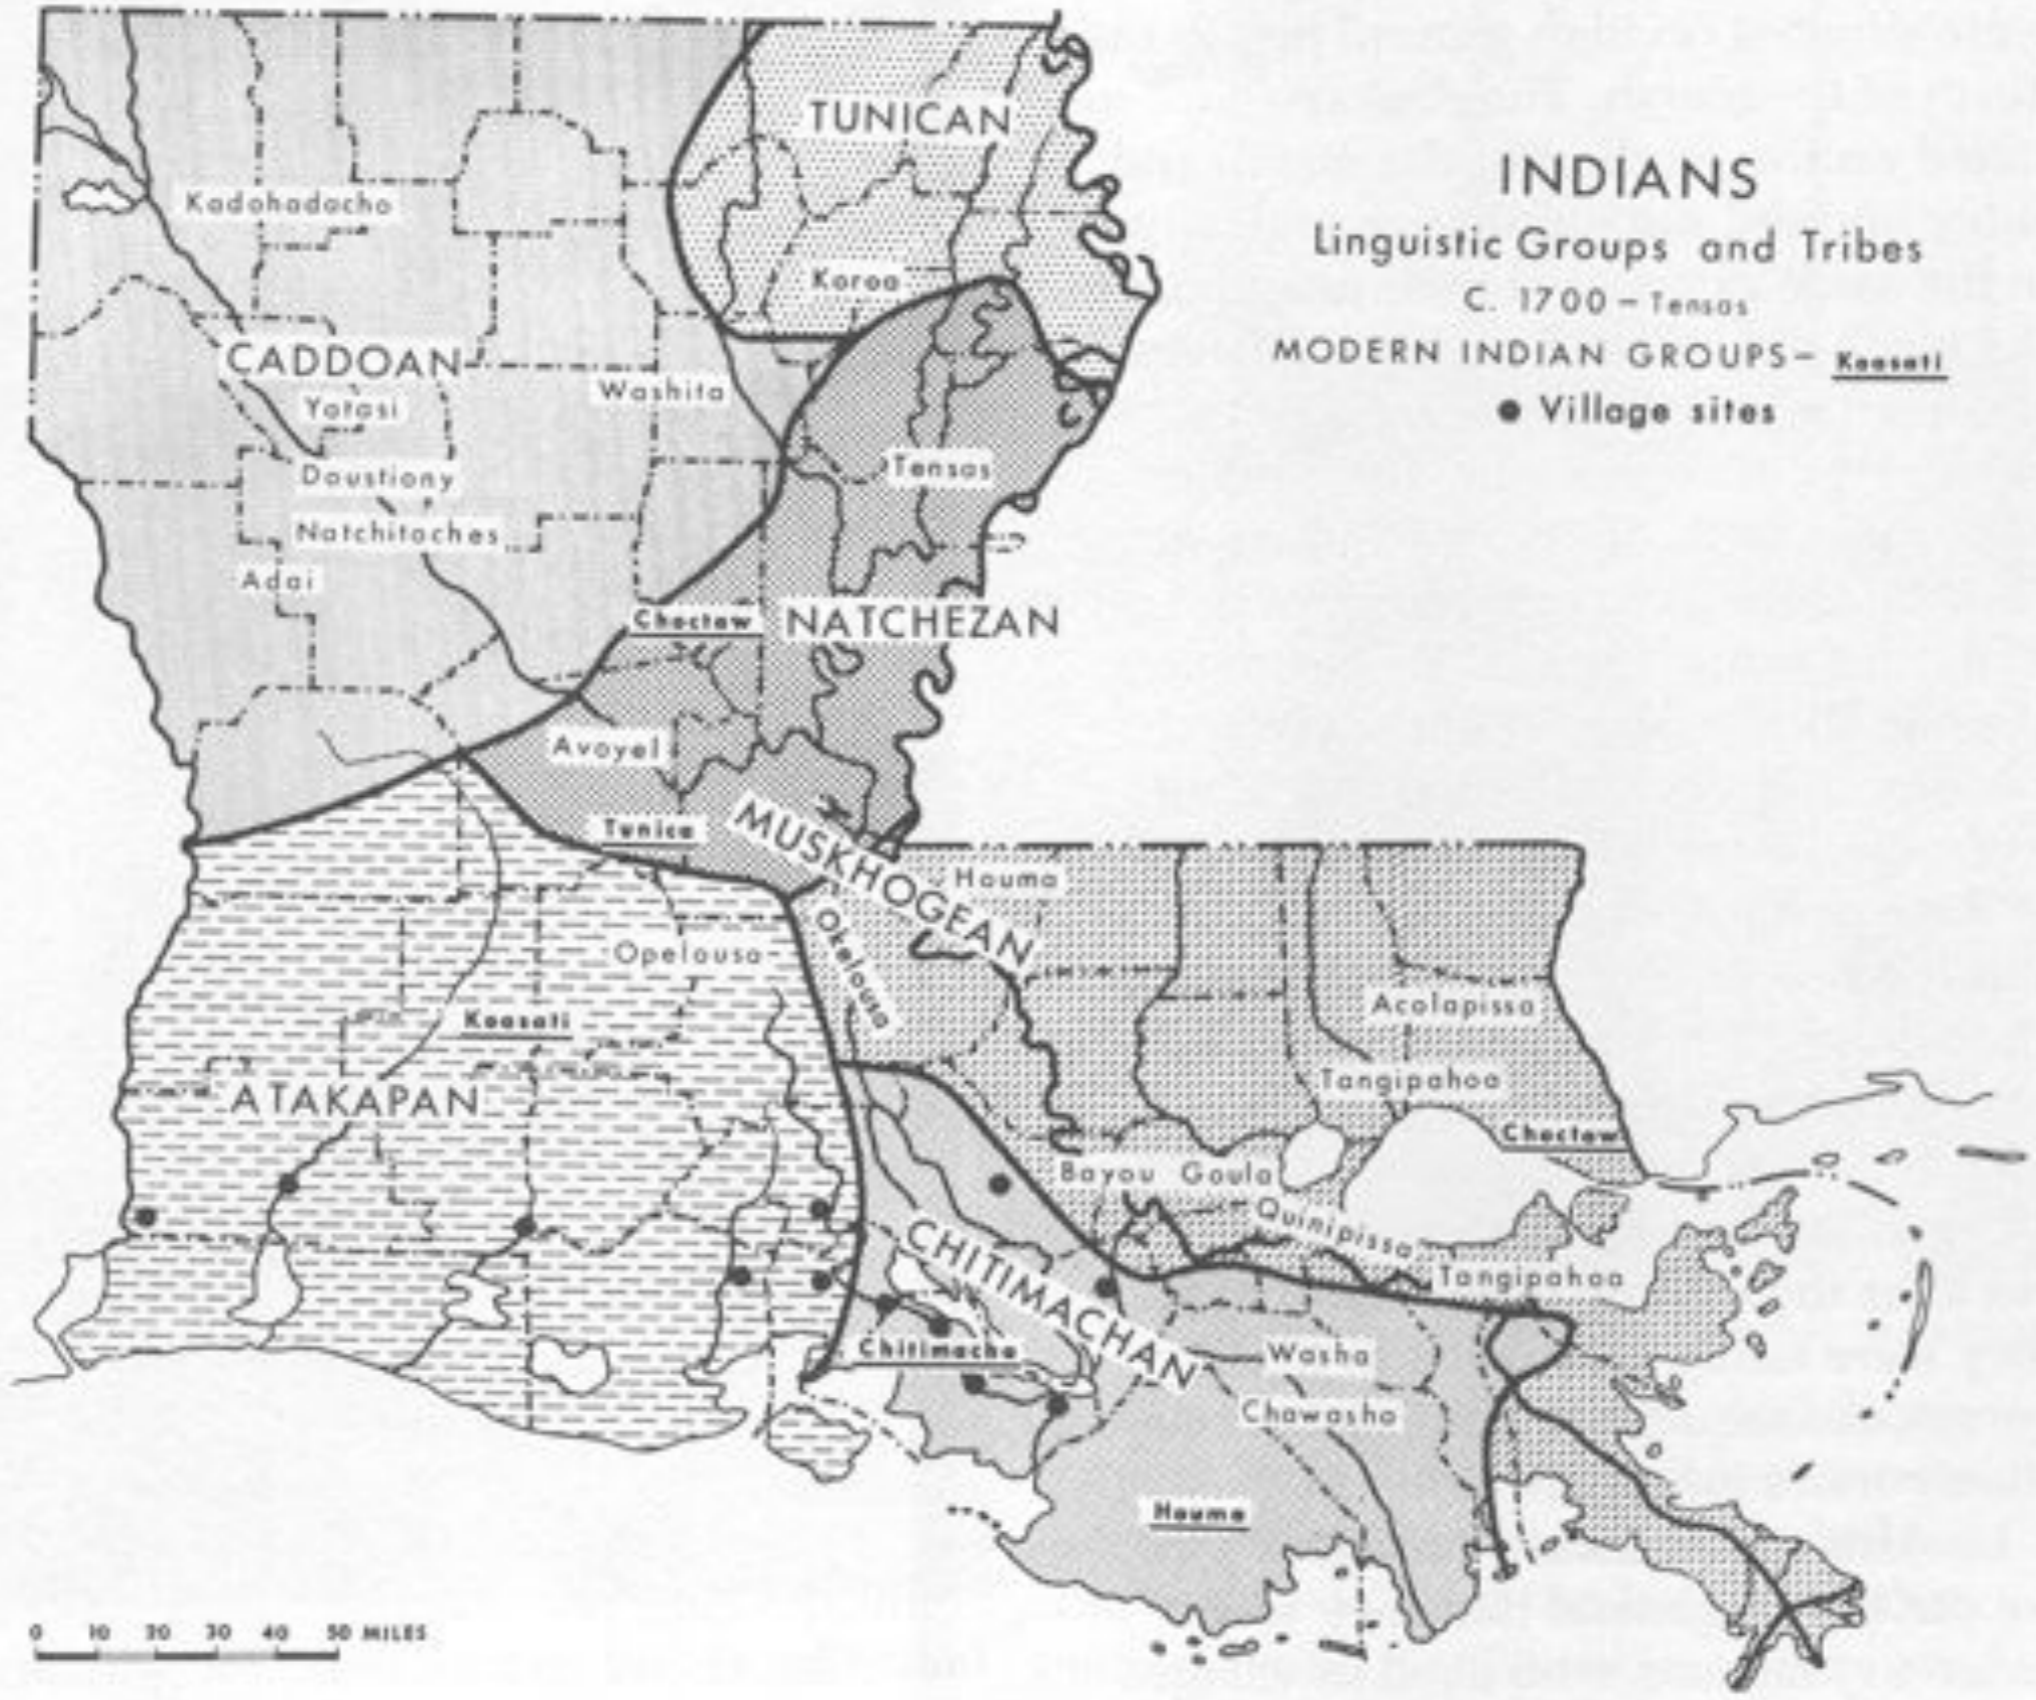 TUNICAN
INDIANS
Linguistic Groups and Tribes
C. 1700 — Tensas
MODERN INDIAN GROUPS— Koasati
● Village sites
Kadohadacho
Koroa
CADDOAN
Yatasi
Washita
Doustiony
Tensas
Natchitoches
Adai
Choctaw
NATCHEZAN
Avoyel
Tunica
MUSKHOGEAN
Houma
Okelousa
Opelousa
Koasati
Acolapissa
ATAKAPAN
Tangipahoa
Choctaw
Bayou Goula
Quinipissa
Tangipahoa
CHITIMACHAN
Chitimacha
Washa
Chawasha
Houma
0 10 20 30 40 50 MILES